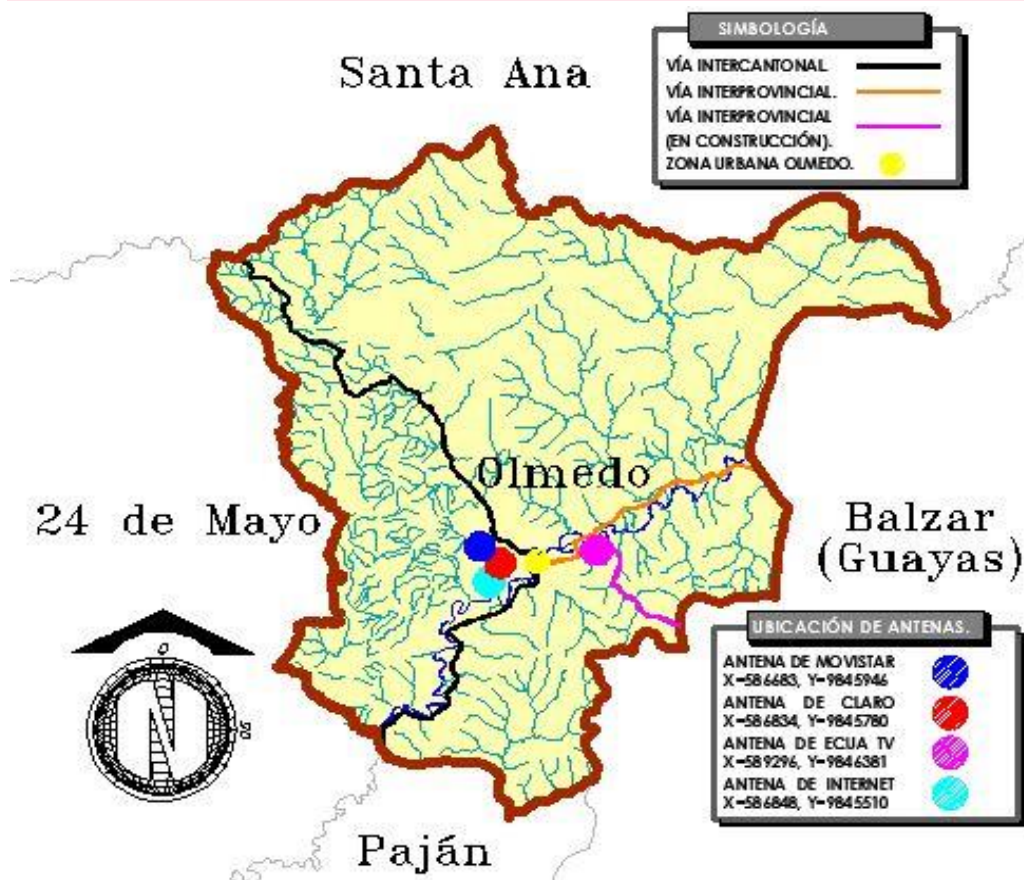 SIMBOLOGÍA
VÍA INTERCANTONAL
VÍA INTERPROVINCIAL.
VÍA INTERPROVINCIAL
(EN CONSTRUCCIÓN).
ZONA URBANA OLMEDO.
Santa Ana
Olmedo
24 de Mayo
Balzar
(Guayas)
Paján
0
90
N
UBICACIÓN DE ANTENAS.
ANTENA DE MOVISTAR
X=586683, Y=9845946
ANTENA DE CLARO
X=586834, Y=9845780
ANTENA DE ECUA TV
X=589296, Y=9846381
ANTENA DE INTERNET
X=586848, Y=9845510